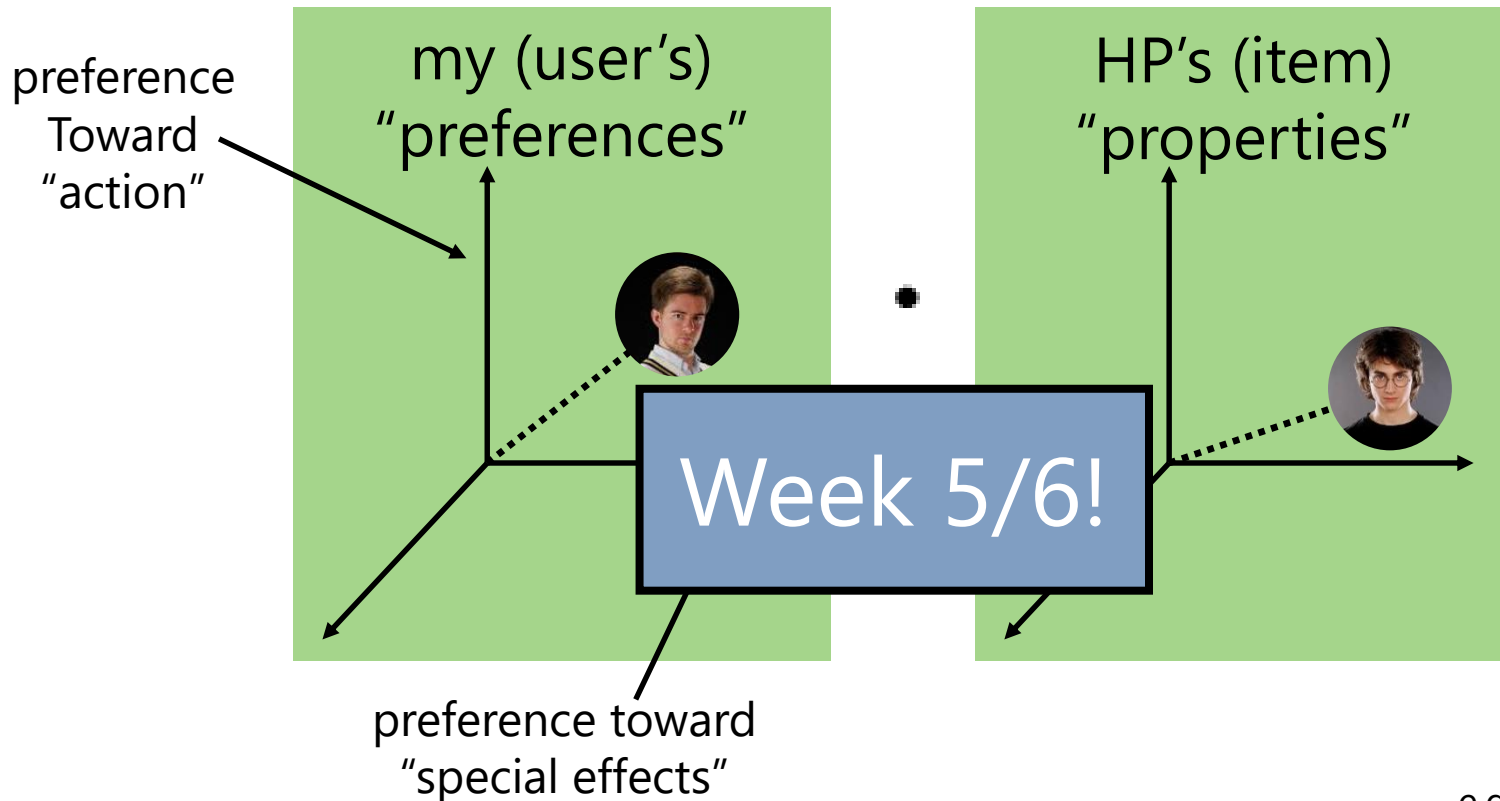 preference
Toward
“action”
my (user’s)
“preferences”
HP’s (item)
“properties”
Week 5/6!
preference toward
“special effects”